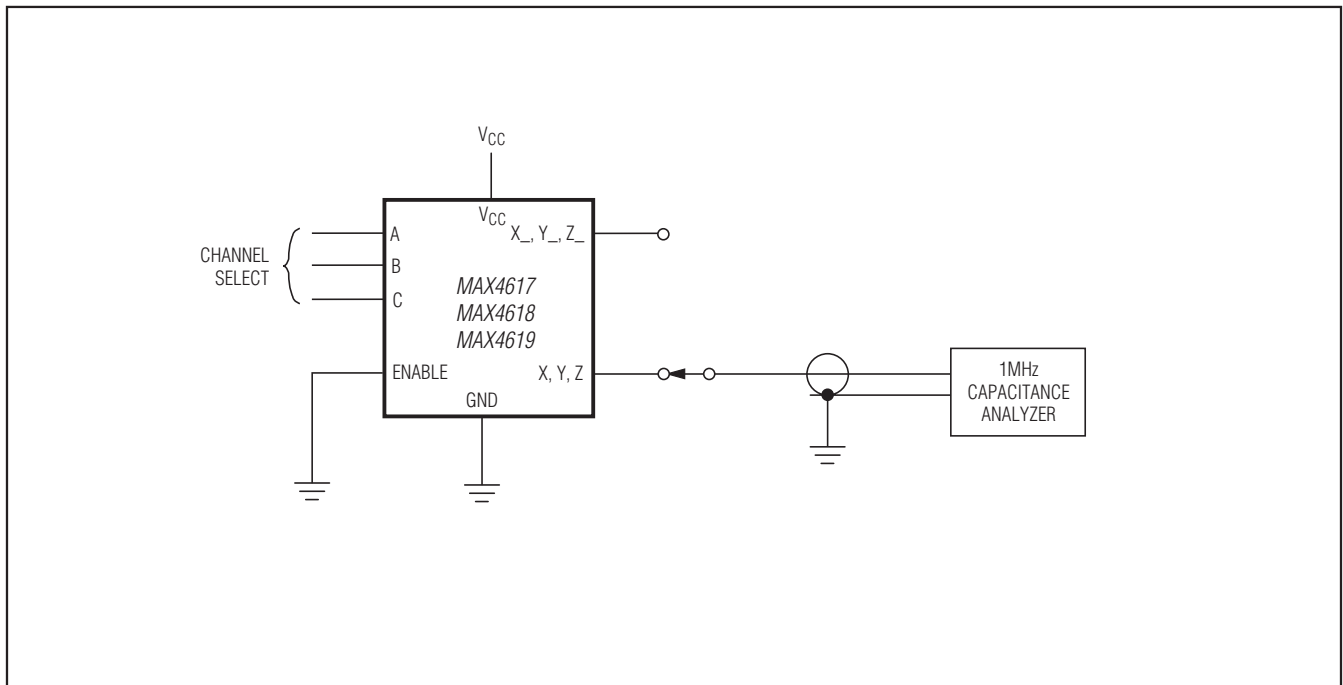 VCC
VCC
A
X_, Y_, Z_
CHANNEL
SELECT
B
C
MAX4617
MAX4618
MAX4619
ENABLE
X, Y, Z
GND
1MHz
CAPACITANCE
ANALYZER